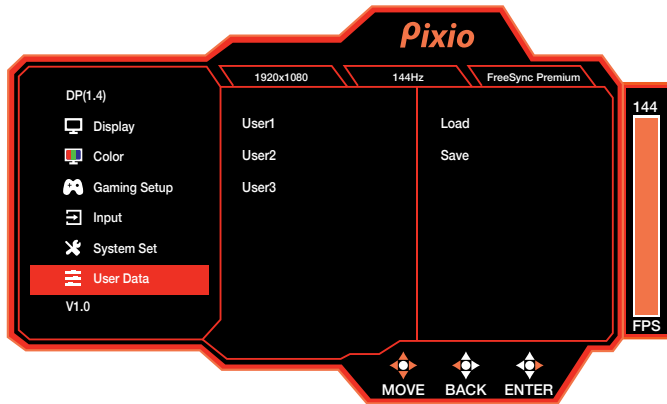 Pixio
1920x1080 144Hz FreeSync Premium
DP(1.4)
Display
Color
Gaming Setup
Input
System Set
User Data
V1.0
User1
User2
User3
Load
Save
144
FPS
MOVE BACK ENTER